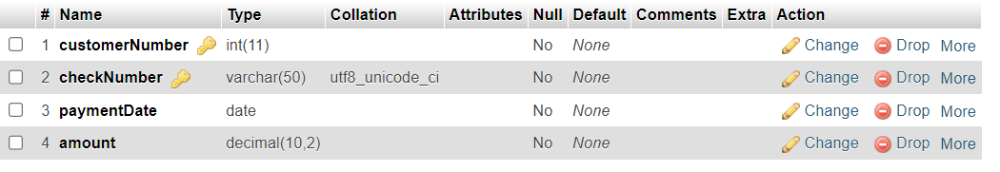 # Name Type Collation Attributes Null Default Comments Extra Action
1 customerNumber int(11) No None Change Drop More
2 checkNumber varchar(50) utf8_unicode_ci No None Change Drop More
3 paymentDate date No None Change Drop More
4 amount decimal(10,2) No None Change Drop More